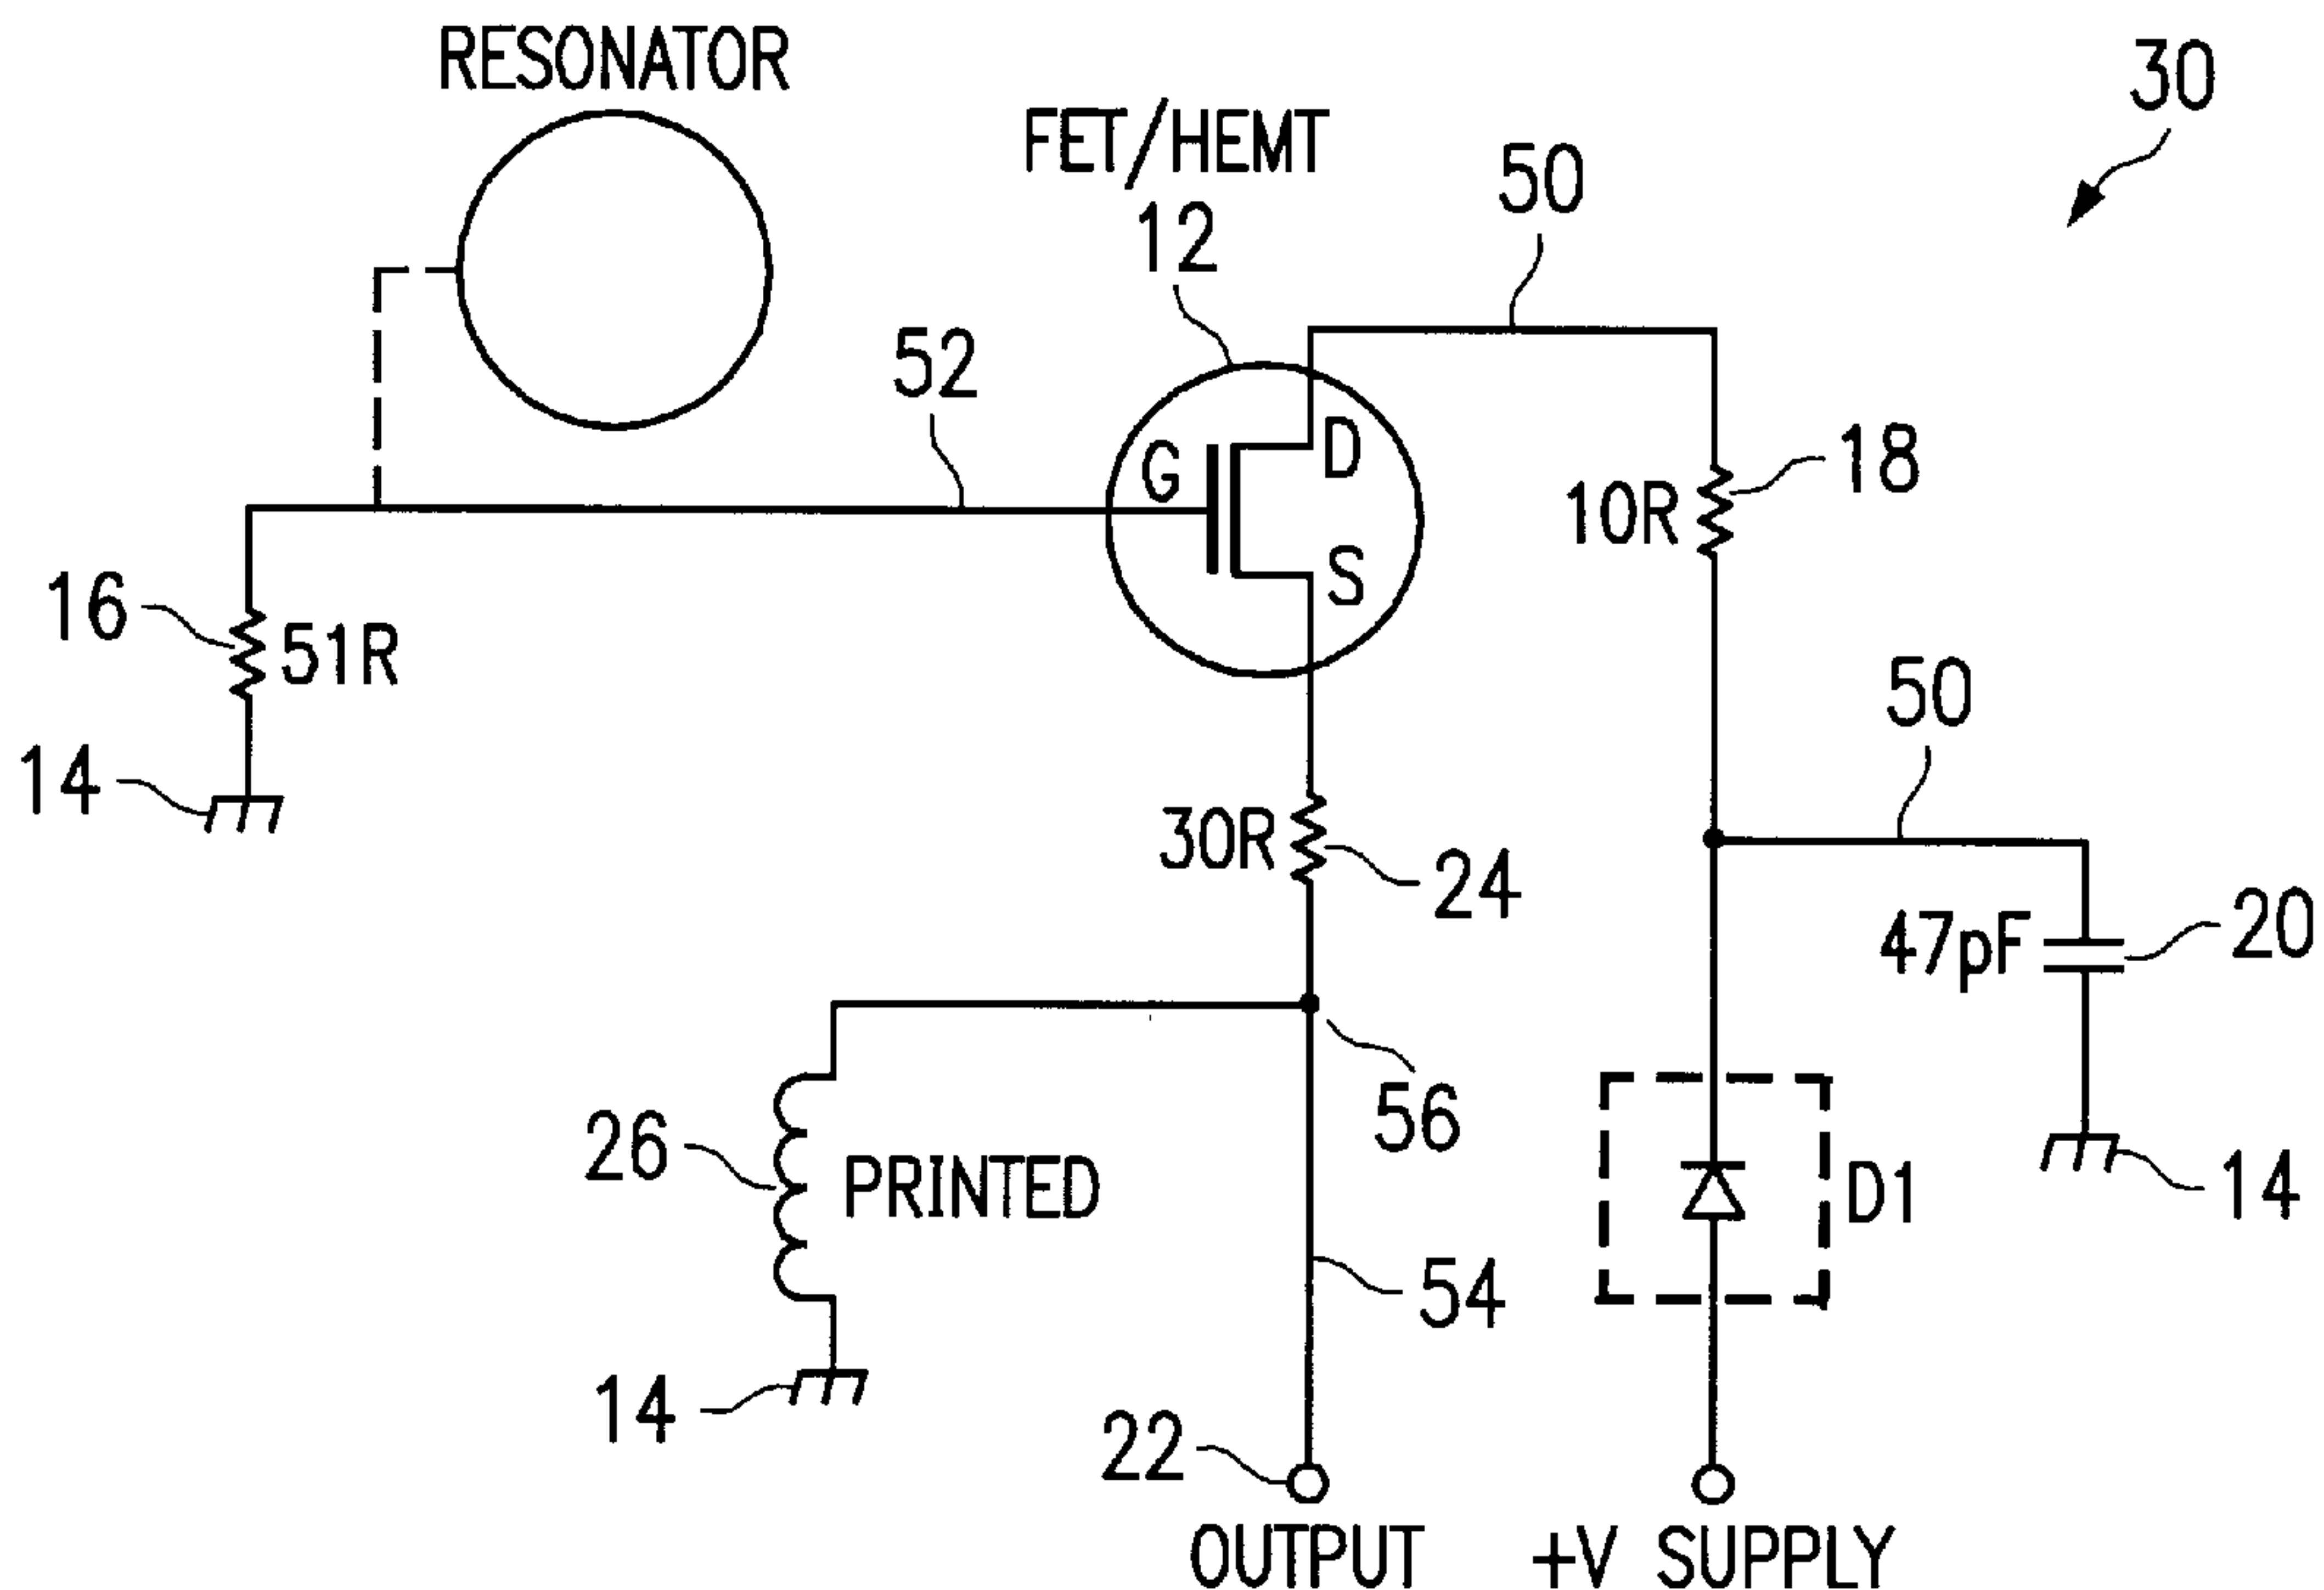 RESONATOR
30
FET/HEMT
12
50
52
G
D
S
18
10R
16
51R
14
50
30R
24
20
47pF
56
26
PRINTED
D1
14
54
14
22
OUTPUT
+V SUPPLY